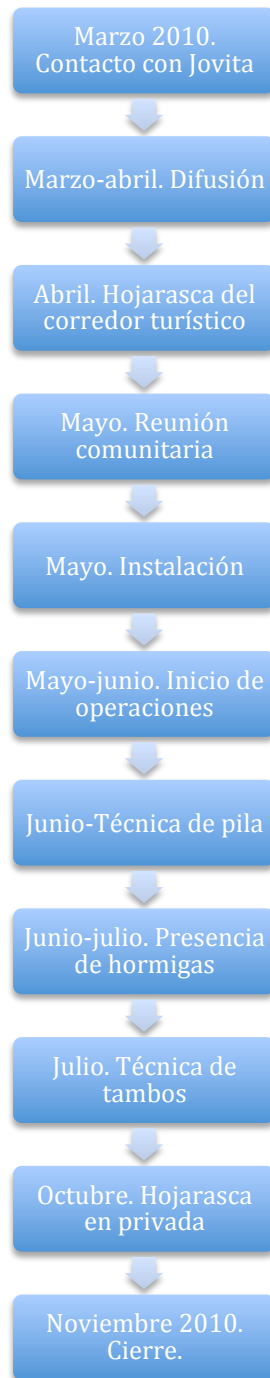 Marzo 2010.
Contacto con Jovita
Marzo-abril. Difusión
Abril. Hojarasca del
corredor turístico
Mayo. Reunión
comunitaria
Mayo. Instalación
Mayo-junio. Inicio de
operaciones
Junio-Técnica de pila
Junio-julio. Presencia
de hormigas
Julio. Técnica de
tambos
Octubre. Hojarasca
en privada
Noviembre 2010.
Cierre.